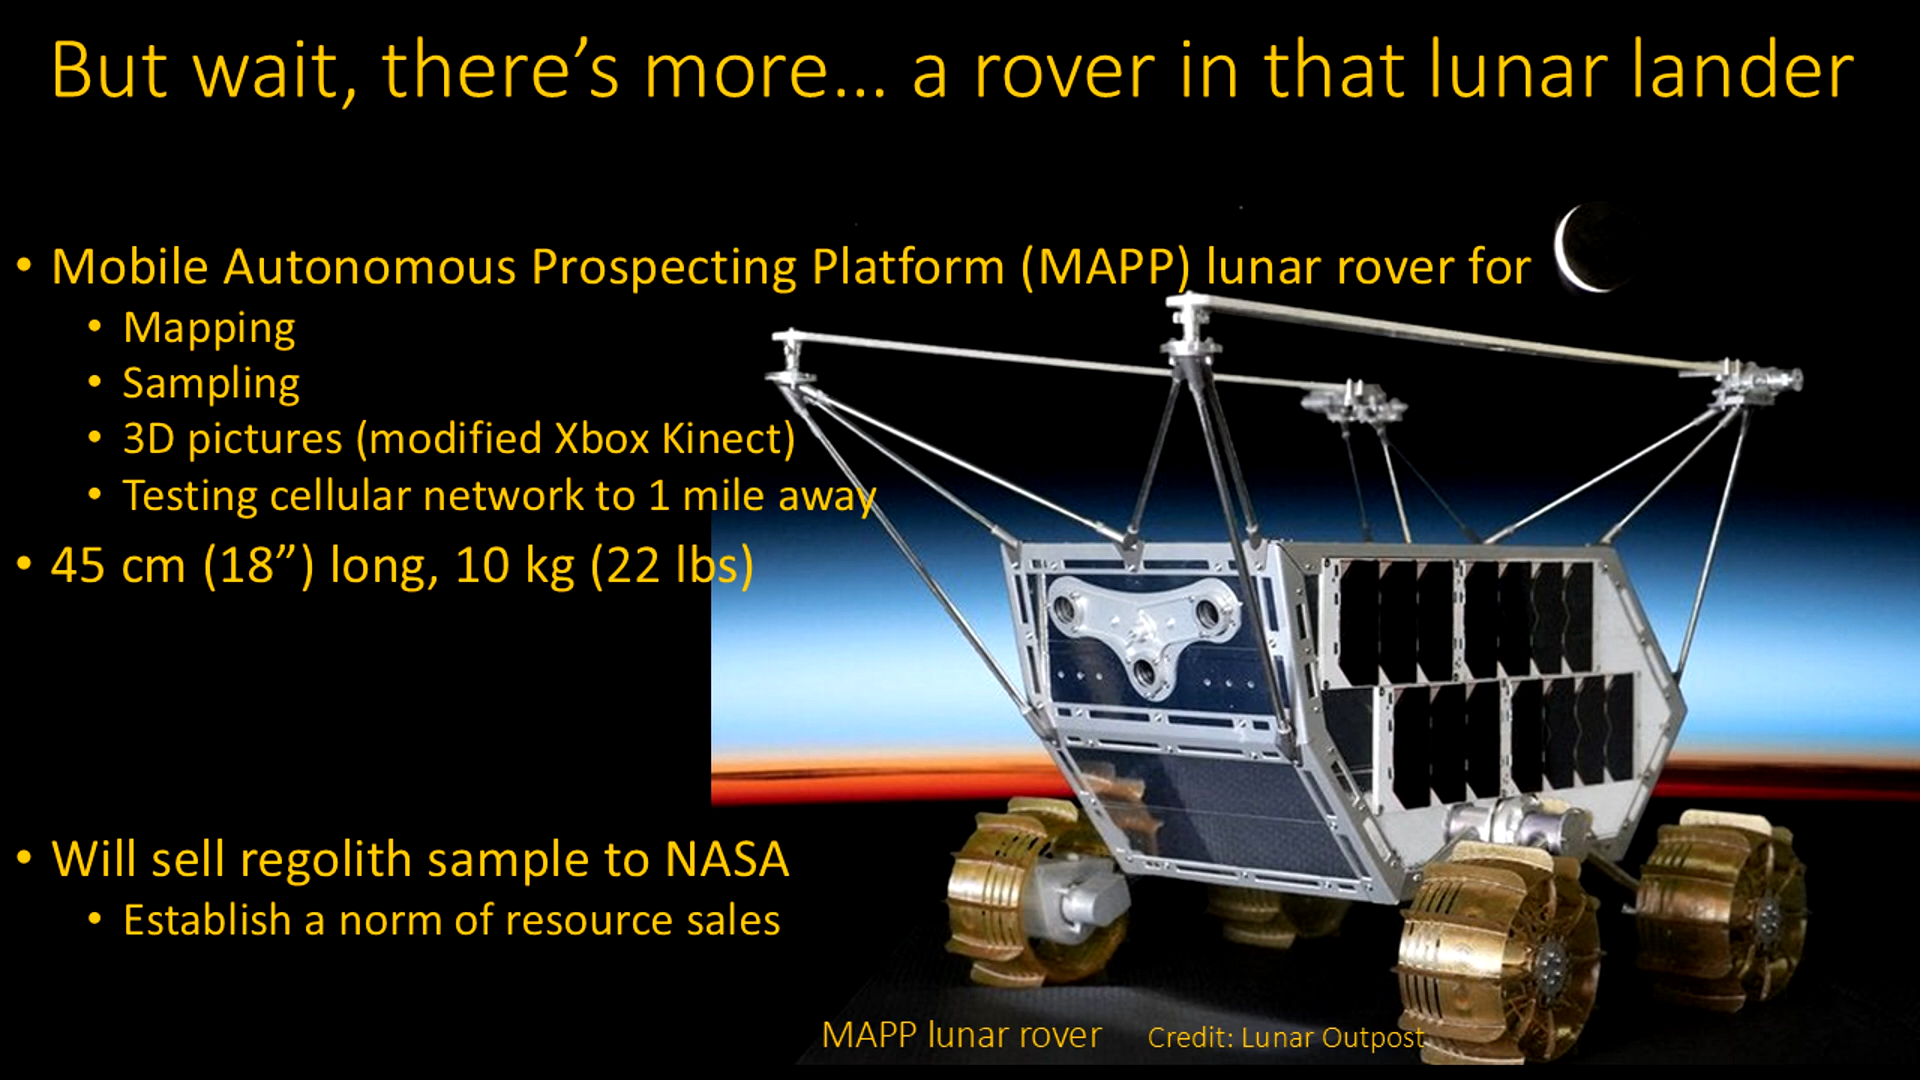 But wait, there’s more... a rover in that lunar lander
• Mobile Autonomous Prospecting Platform (MAPP) lunar rover for
• Mapping
• Sampling
• 3D pictures (modified Xbox Kinect)
• Testing cellular network to 1 mile away
• 45 cm (18”) long, 10 kg (22 lbs)
• Will sell regolith sample to NASA
• Establish a norm of resource sales
MAPP lunar rover Credit: Lunar Outpost